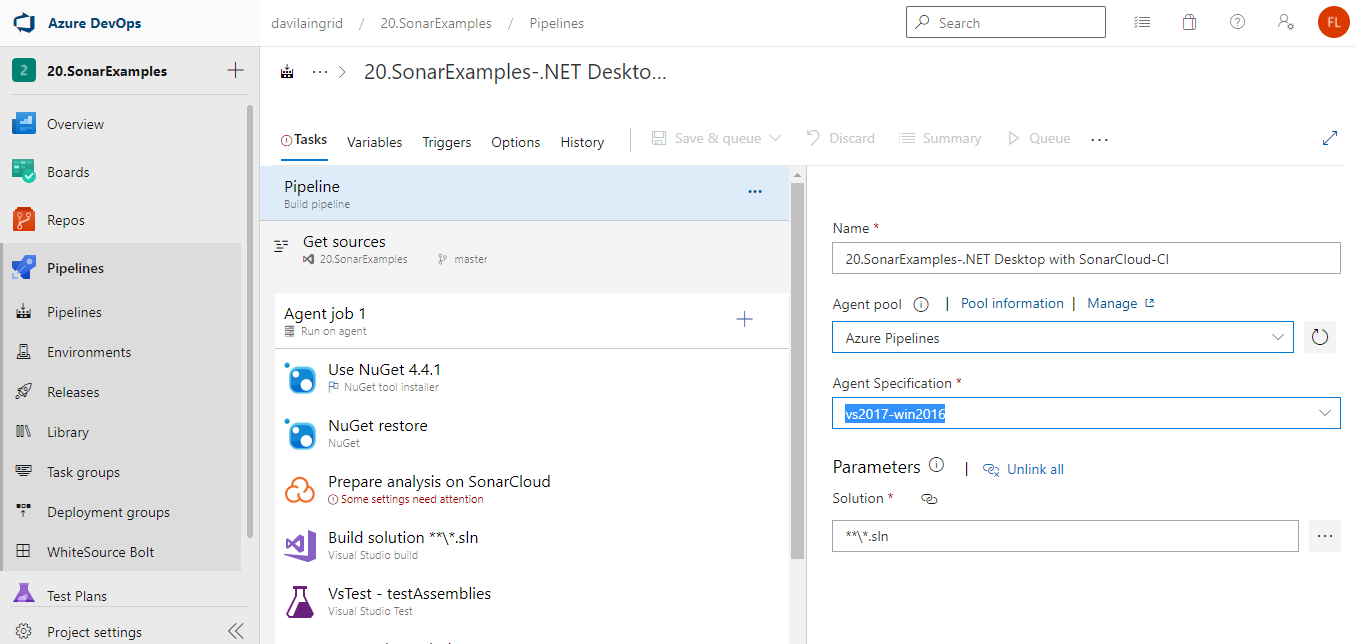 Azure DevOps
davilaingrid / 20.SonarExamples / Pipelines
Search
FL
2 20.SonarExamples
Overview
Boards
Repos
Pipelines
Pipelines
Environments
Releases
Library
Task groups
Deployment groups
WhiteSource Bolt
Test Plans
Project settings
20.SonarExamples-.NET Deskto...
Tasks Variables Triggers Options History Save & queue Discard Summary Queue
Pipeline
Build pipeline
Get sources
20.SonarExamples master
Agent job 1
Run on agent
Use NuGet 4.4.1
NuGet tool installer
NuGet restore
NuGet
Prepare analysis on SonarCloud
Some settings need attention
Build solution **\*.sln
Visual Studio build
VsTest - testAssemblies
Visual Studio Test
Name *
20.SonarExamples-.NET Desktop with SonarCloud-CI
Agent pool | Pool information | Manage
Azure Pipelines
Agent Specification *
vs2017-win2016
Parameters | Unlink all
Solution *
**\*.sln